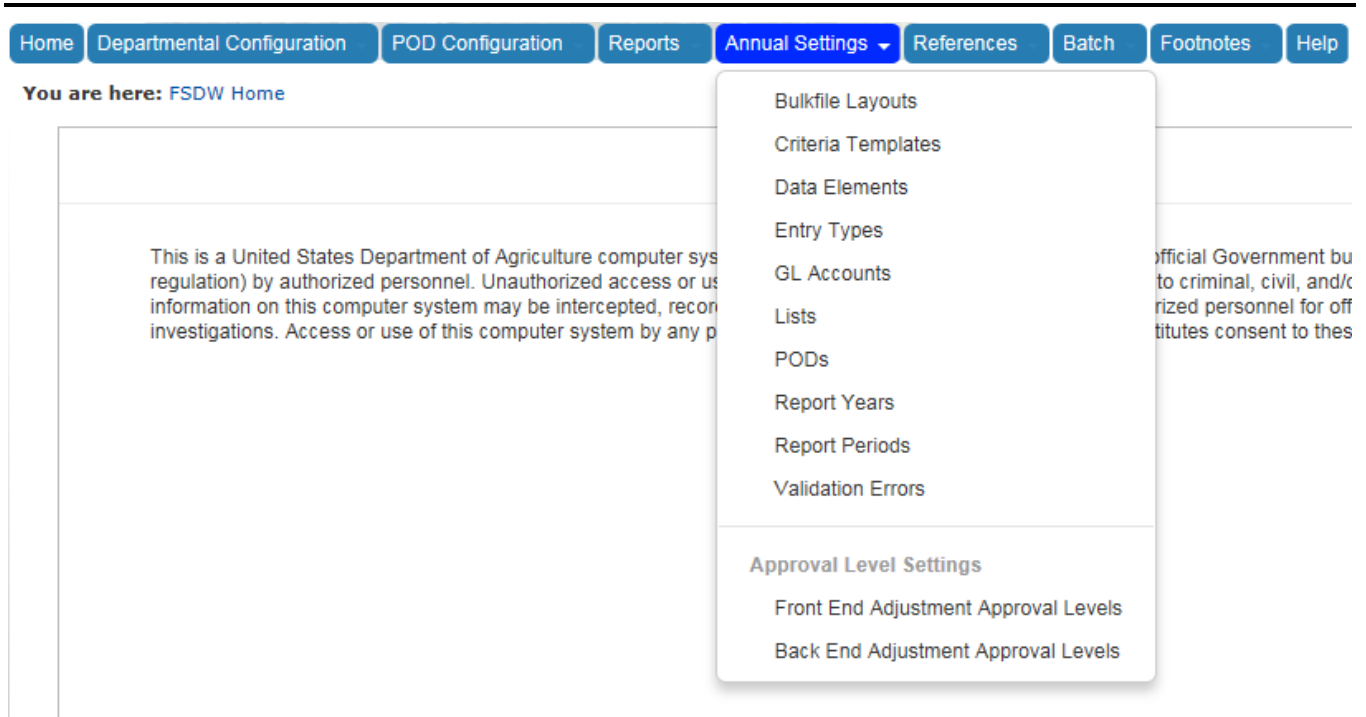 Home Departmental Configuration POD Configuration Reports Annual Settings References Batch Footnotes Help
You are here: FSDW Home
Bulkfile Layouts
Criteria Templates
Data Elements
Entry Types
GL Accounts
Lists
PODs
Report Years
Report Periods
Validation Errors
Approval Level Settings
Front End Adjustment Approval Levels
Back End Adjustment Approval Levels
This is a United States Department of Agriculture computer sys official Government bu
regulation) by authorized personnel. Unauthorized access or us to criminal, civil, and/
information on this computer system may be intercepted, recor rized personnel for off
investigations. Access or use of this computer system by any p titutes consent to thes